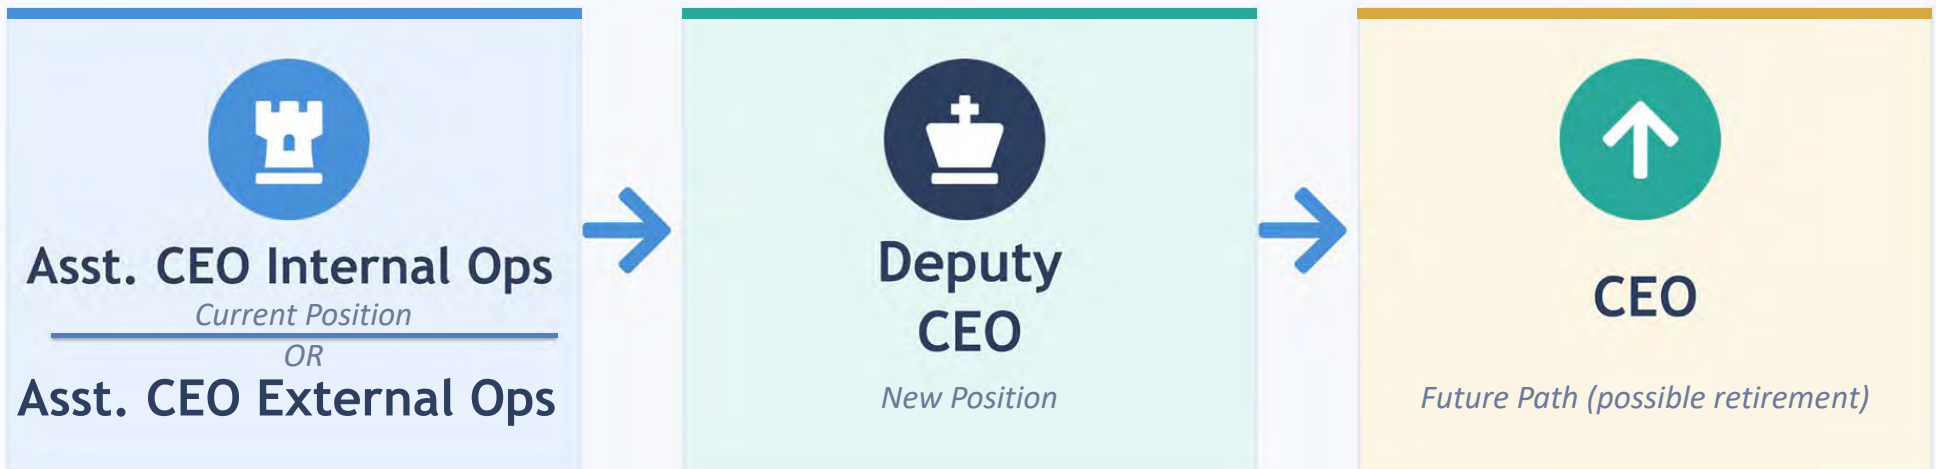 Asst. CEO Internal Ops
Current Position
OR
Asst. CEO External Ops
Deputy
CEO
New Position
CEO
Future Path (possible retirement)